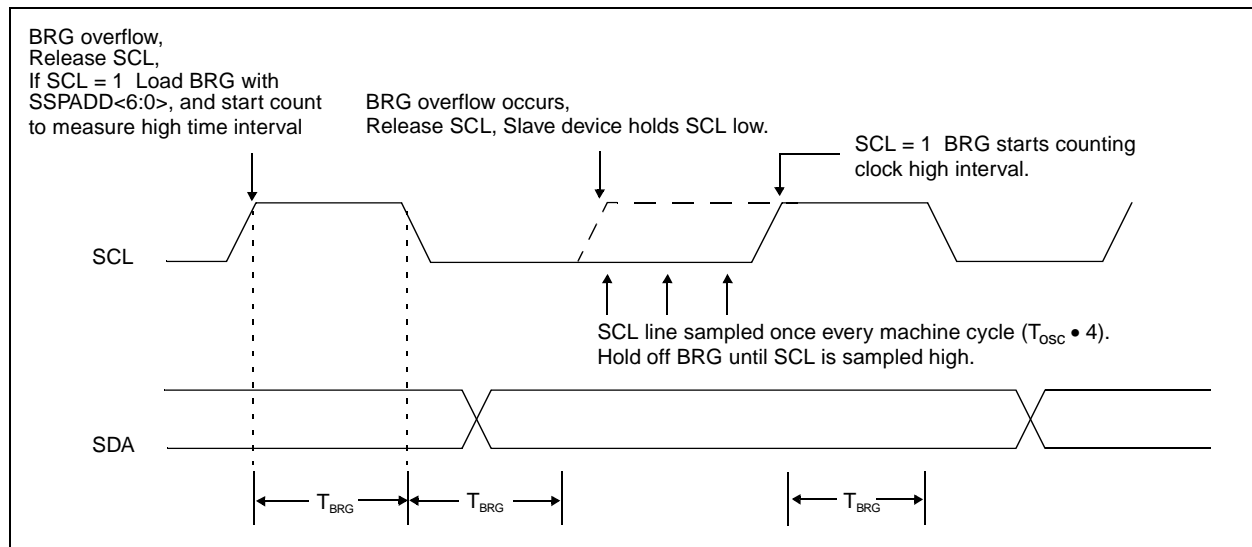 BRG overflow,
Release SCL,
If SCL = 1 Load BRG with
SSPADD<6:0>, and start count
to measure high time interval
BRG overflow occurs,
Release SCL, Slave device holds SCL low.
SCL = 1 BRG starts counting
clock high interval.
SCL
SCL line sampled once every machine cycle (Tosc • 4).
Hold off BRG until SCL is sampled high.
SDA
TBRG
TBRG
TBRG